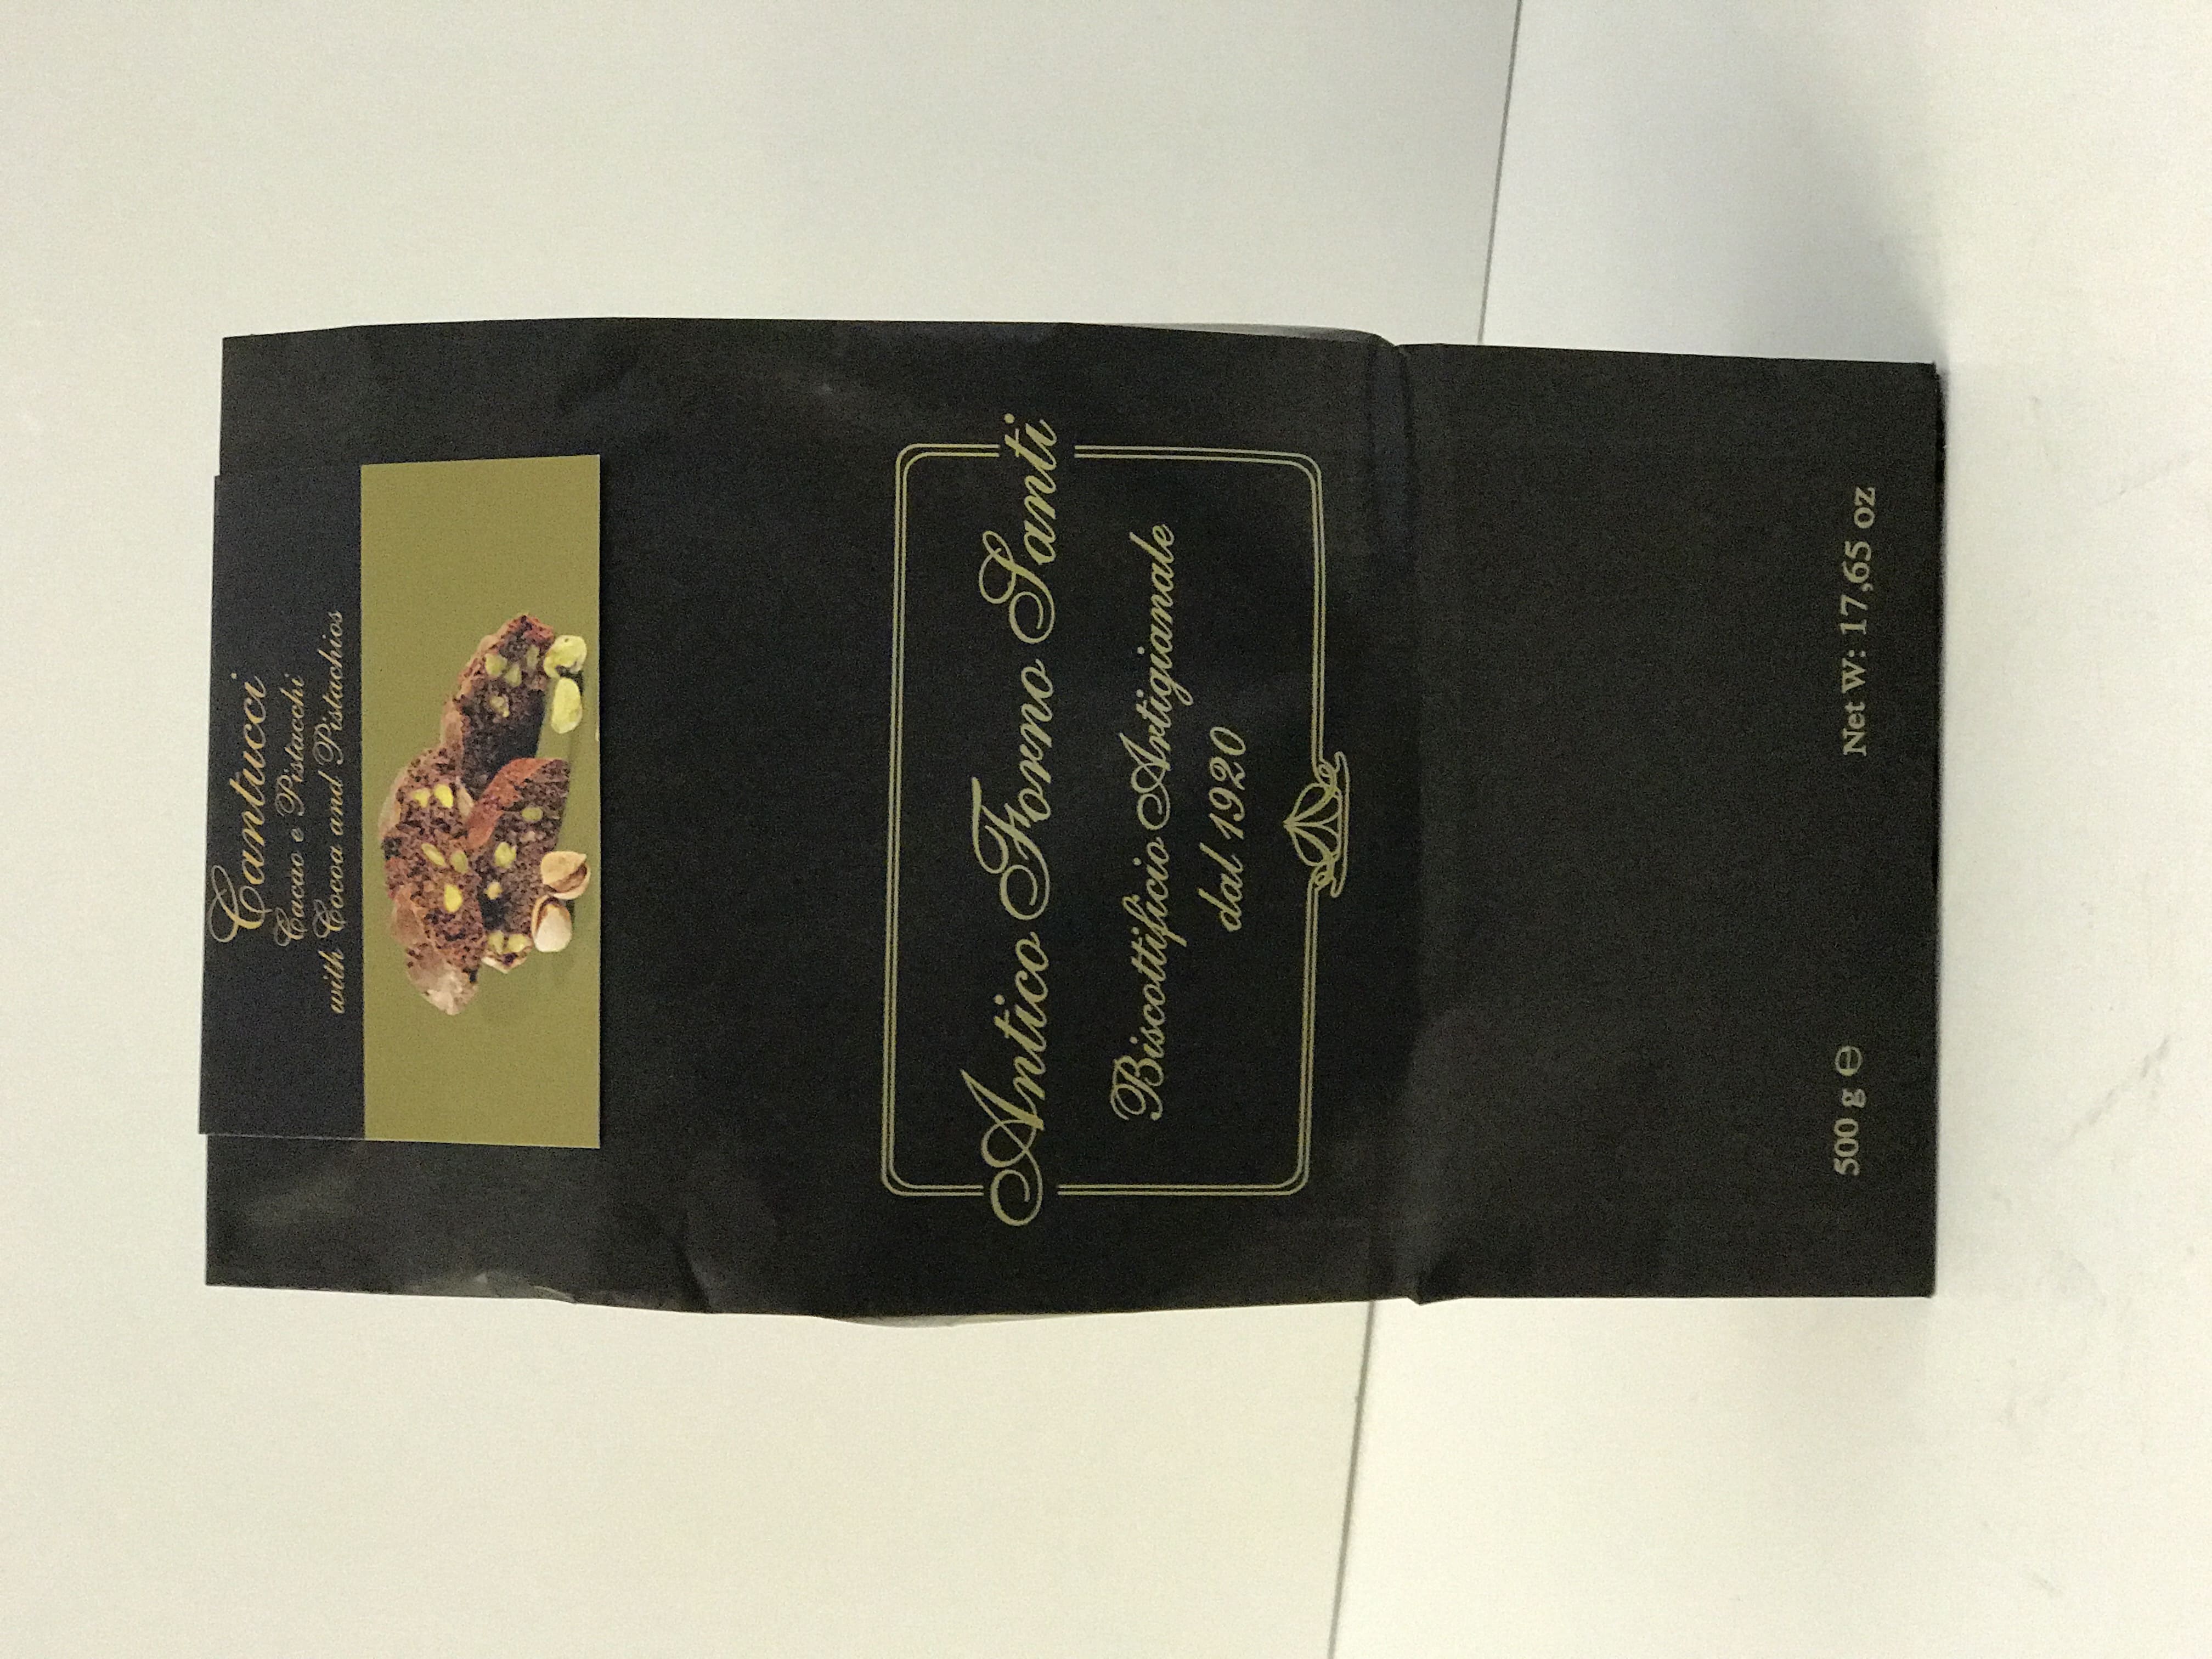 Cantucci
Cacao e Pistacchi
with Cocoa and Pistachios
Antico Forno Santi
Biscottificio Artigianale
dal 1920
500 g ℮
Net W: 17,65 oz